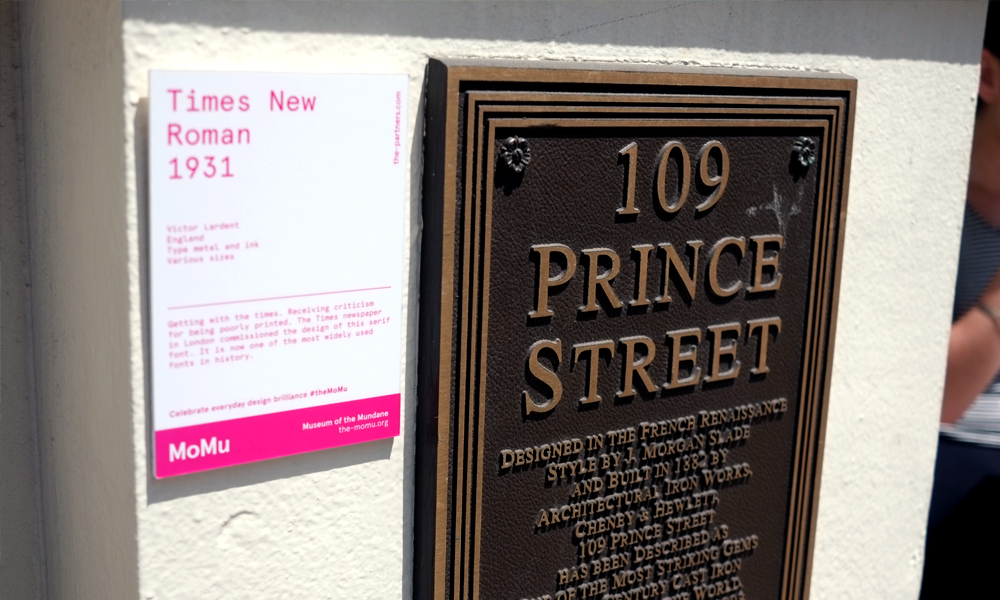 Times New
Roman
1931
the-partners.com
Victor Lardent
England
Type metal and ink
Various sizes
Getting with the times. Receiving criticism
for being poorly printed. The Times newspaper
in London commissioned the design of this serif
font. It is now one of the most widely used
fonts in history.
Celebrate everyday design brilliance #theMoMu
MoMu
Museum of the Mundane
the-momu.org
109
PRINCE
STREET
DESIGNED IN THE FRENCH RENAISSANCE
STYLE BY J. MORGAN SLADE
AND BUILT IN 1882 BY
ARCHITECTURAL IRON WORKS,
CHENEY & HEWLETT
109 PRINCE STREET
HAS BEEN DESCRIBED AS
ONE OF THE MOST STRIKING GEMS
CENTURY CAST IRON
THE WORLD.